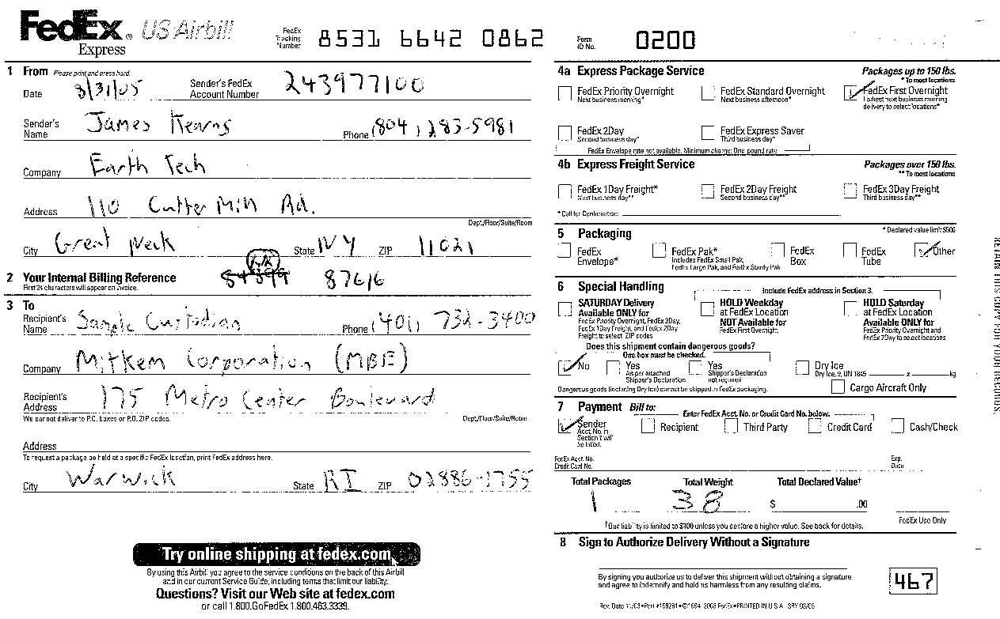 FedEx® US Airbill
Express
FedEx
Tracking
Number
8531 6642 0862
Form
ID No.
0200
1 From Please print and press hard.
Date 8/31/05
Sender's FedEx
Account Number 243977100
Sender's
Name James Kearns
Phone (804) 283-5981
Company Earth Tech
Address 110 Cutter Mill Rd.
Dept./Floor/Suite/Room
City Great Neck State NY ZIP 11021
2 Your Internal Billing Reference 87616
First 24 characters will appear on invoice.
3 To
Recipient's
Name Sample Custodian Phone (401) 732-3400
Company Mitkem Corporation (MBE)
Recipient's
Address 175 Metro Center Boulevard
We cannot deliver to P.O. boxes or P.O. ZIP codes.
Dept./Floor/Suite/Room
Address
To request a package be held at a specific FedEx location, print FedEx address here.
City Warwick State RI ZIP 02886-1755
Try online shipping at fedex.com
By using this Airbill you agree to the service conditions on the back of this Airbill
and in our current Service Guide, including terms that limit our liability.
Questions? Visit our Web site at fedex.com
or call 1.800.GoFedEx 1.800.463.3339.
4a Express Package Service
Packages up to 150 lbs.
* To most locations
FedEx Priority Overnight
Next business morning*
FedEx Standard Overnight
Next business afternoon*
FedEx First Overnight
Earliest next business morning
delivery to select locations*
FedEx 2Day
Second business day*
FedEx Express Saver
Third business day*
FedEx Envelope rate not available. Minimum charge: One-pound rate
4b Express Freight Service
Packages over 150 lbs.
** To most locations
FedEx 1Day Freight*
Next business day**
FedEx 2Day Freight
Second business day**
FedEx 3Day Freight
Third business day**
* Call for Confirmation:
5 Packaging
* Declared value limit $500
FedEx
Envelope*
FedEx Pak*
Includes FedEx Small Pak,
FedEx Large Pak, and FedEx Sturdy Pak
FedEx
Box
FedEx
Tube
Other
6 Special Handling
Include FedEx address in Section 3.
SATURDAY Delivery
Available ONLY for
FedEx Priority Overnight, FedEx 2Day,
FedEx 1Day Freight, and FedEx 2Day
Freight to select ZIP codes
HOLD Weekday
at FedEx Location
NOT Available for
FedEx First Overnight
HOLD Saturday
at FedEx Location
Available ONLY for
FedEx Priority Overnight and
FedEx 2Day to select locations
Does this shipment contain dangerous goods?
One box must be checked.
No
Yes
As per attached
Shipper's Declaration
Yes
Shipper's Declaration
not required
Dry Ice
Dry Ice, 9, UN 1845 x kg
Dangerous goods (including Dry Ice) cannot be shipped in FedEx packaging.
Cargo Aircraft Only
7 Payment Bill to:
Enter FedEx Acct. No. or Credit Card No. below.
Sender
Acct. No. in
Section 1 will
be billed.
Recipient
Third Party
Credit Card
Cash/Check
FedEx Acct. No.
Credit Card No.
Exp.
Date
Total Packages
Total Weight
Total Declared Value†
1
38
$ .00
†Our liability is limited to $100 unless you declare a higher value. See back for details.
FedEx Use Only
8 Sign to Authorize Delivery Without a Signature
By signing you authorize us to deliver this shipment without obtaining a signature
and agree to indemnify and hold us harmless from any resulting claims.
467
Rev. Date 11/03•Part #158281•©1994-2003 FedEx•PRINTED IN U.S.A. SRY 03/05
RETAIN THIS COPY FOR YOUR RECORDS.